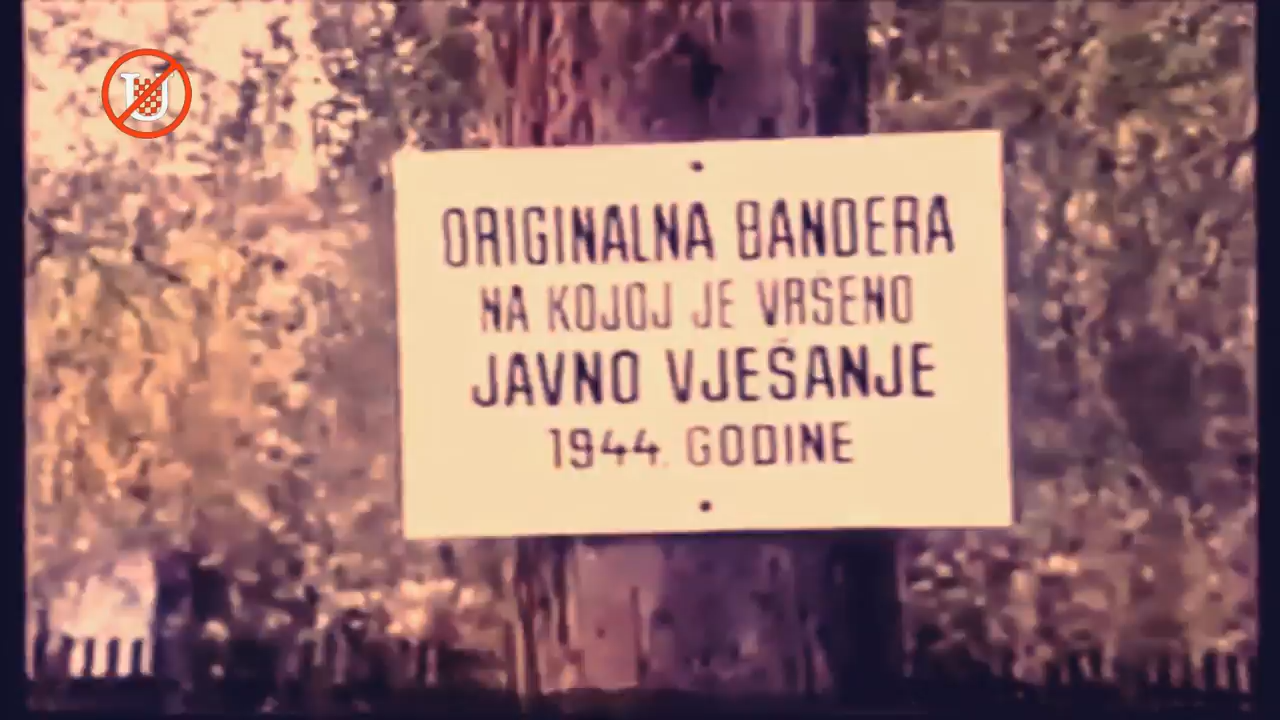 U
ORIGINALNA BANDERA
NA KOJOJ JE VRŠENO
JAVNO VJEŠANJE
1944. GODINE